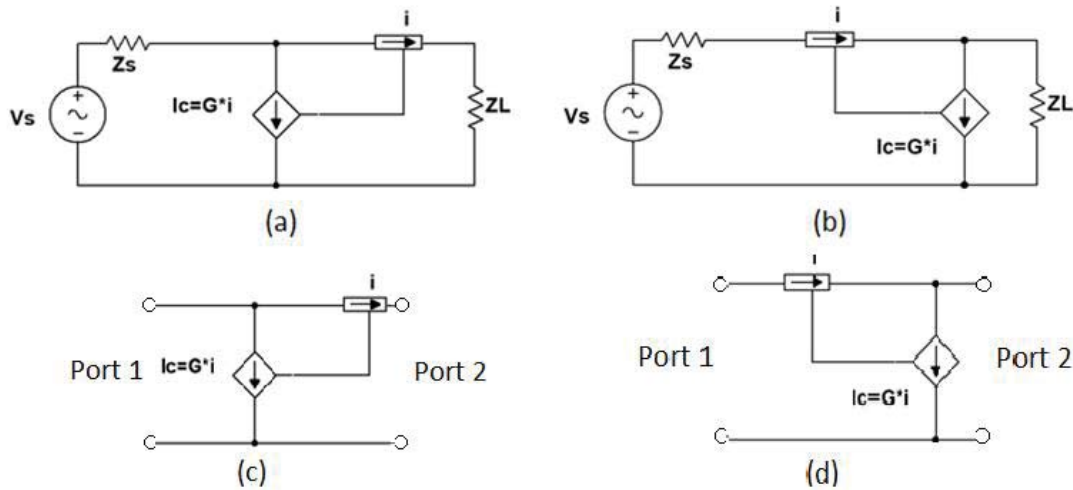 i
Zs
Ic=G*i
Vs
+
−
ZL
(a)
i
Zs
Vs
+
−
ZL
Ic=G*i
(b)
i
Port 1
Ic=G*i
Port 2
(c)
Port 1
Port 2
Ic=G*i
(d)